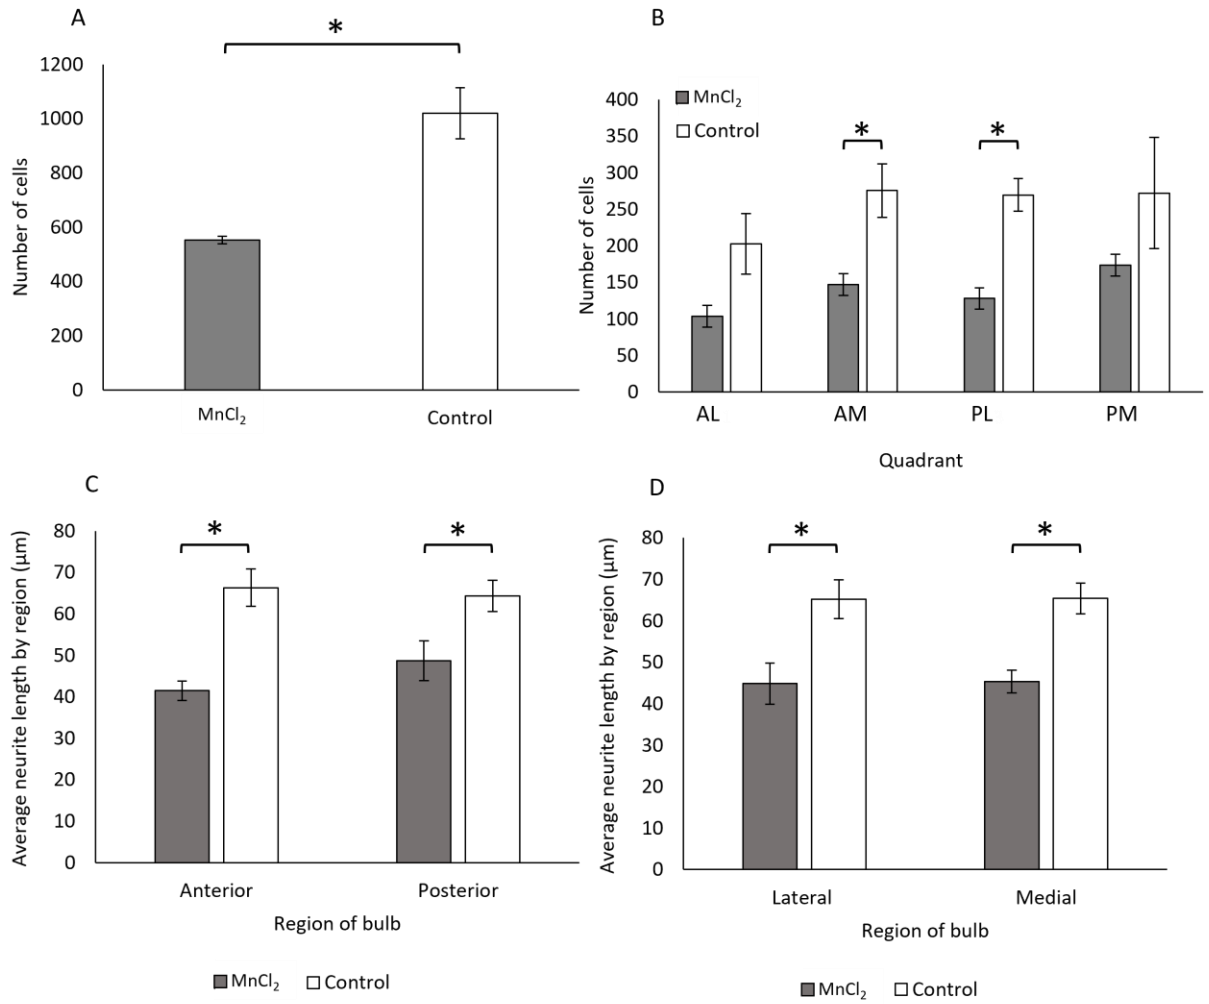 A
*
1200
1000
800
600
400
200
0
Number of cells
MnCl₂
Control
B
MnCl₂
Control
*
*
400
350
300
250
200
150
100
50
0
Number of cells
AL
AM
PL
PM
Quadrant
C
*
*
80
70
60
50
40
30
20
10
0
Average neurite length by region (µm)
Anterior
Posterior
Region of bulb
MnCl₂
Control
D
*
*
80
70
60
50
40
30
20
10
0
Average neurite length by region (µm)
Lateral
Medial
Region of bulb
MnCl₂
Control